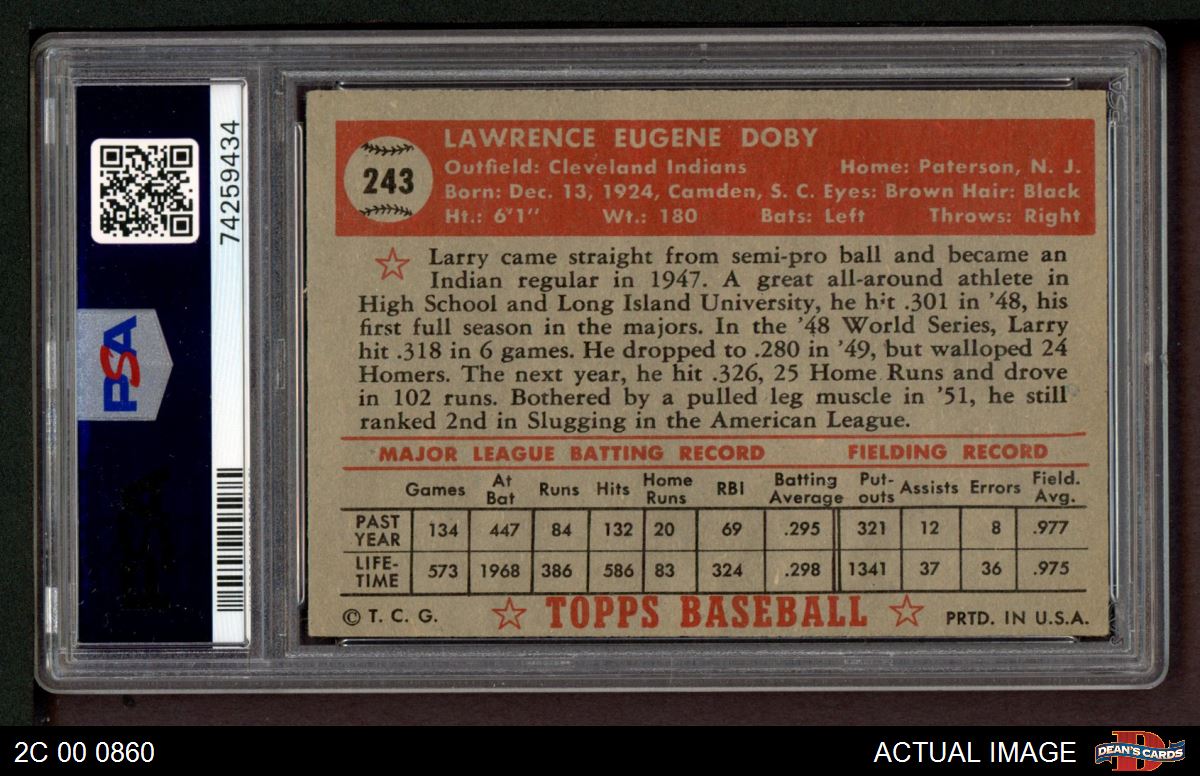 74259434
PSA
243
LAWRENCE EUGENE DOBY
Outfield: Cleveland Indians Home: Paterson, N. J.
Born: Dec. 13, 1924, Camden, S. C. Eyes: Brown Hair: Black
Ht.: 6'1" Wt.: 180 Bats: Left Throws: Right
Larry came straight from semi-pro ball and became an
Indian regular in 1947. A great all-around athlete in
High School and Long Island University, he hit .301 in '48, his
first full season in the majors. In the '48 World Series, Larry
hit .318 in 6 games. He dropped to .280 in '49, but walloped 24
Homers. The next year, he hit .326, 25 Home Runs and drove
in 102 runs. Bothered by a pulled leg muscle in '51, he still
ranked 2nd in Slugging in the American League.
MAJOR LEAGUE BATTING RECORD FIELDING RECORD
Games At Bat Runs Hits Home Runs RBI Batting Average Put-outs Assists Errors Field. Avg.
PAST YEAR 134 447 84 132 20 69 .295 321 12 8 .977
LIFE-TIME 573 1968 386 586 83 324 .298 1341 37 36 .975
© T. C. G. TOPPS BASEBALL PRTD. IN U.S.A.
2C 00 0860 ACTUAL IMAGE DEAN'S CARDS